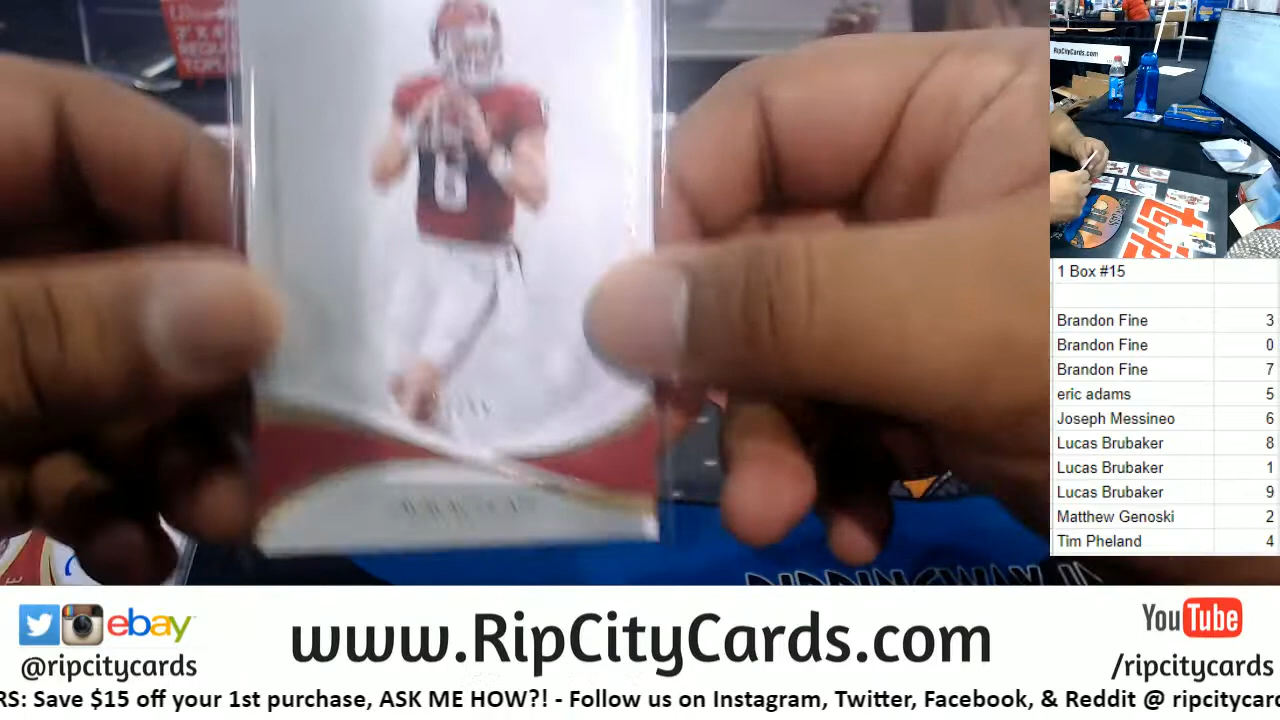 RipCityCards.com
6
1 Box #15
Brandon Fine 3
Brandon Fine 0
Brandon Fine 7
eric adams 5
Joseph Messineo 6
Lucas Brubaker 8
Lucas Brubaker 1
Lucas Brubaker 9
Matthew Genoski 2
Tim Pheland 4
ebay
@ripcitycards
www.RipCityCards.com
YouTube
/ripcitycards
RS: Save $15 off your 1st purchase, ASK ME HOW?! - Follow us on Instagram, Twitter, Facebook, & Reddit @ ripcitycard